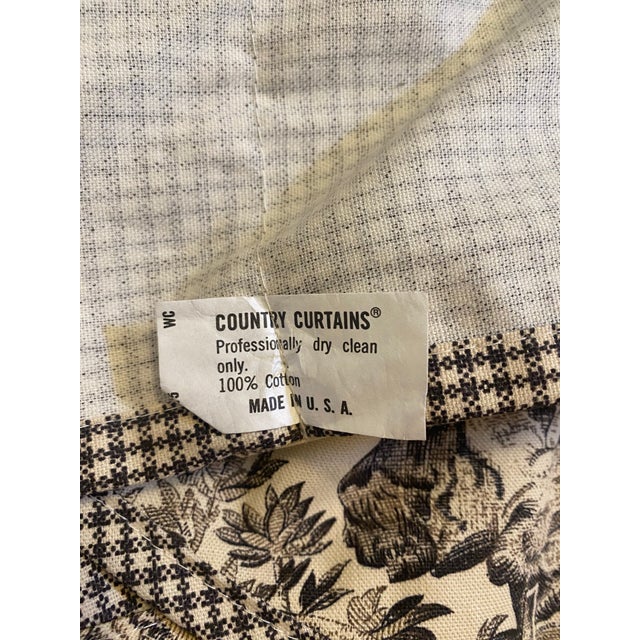 WC
COUNTRY CURTAINS®
Professionally dry clean
only.
100% Cotton
MADE IN U. S. A.